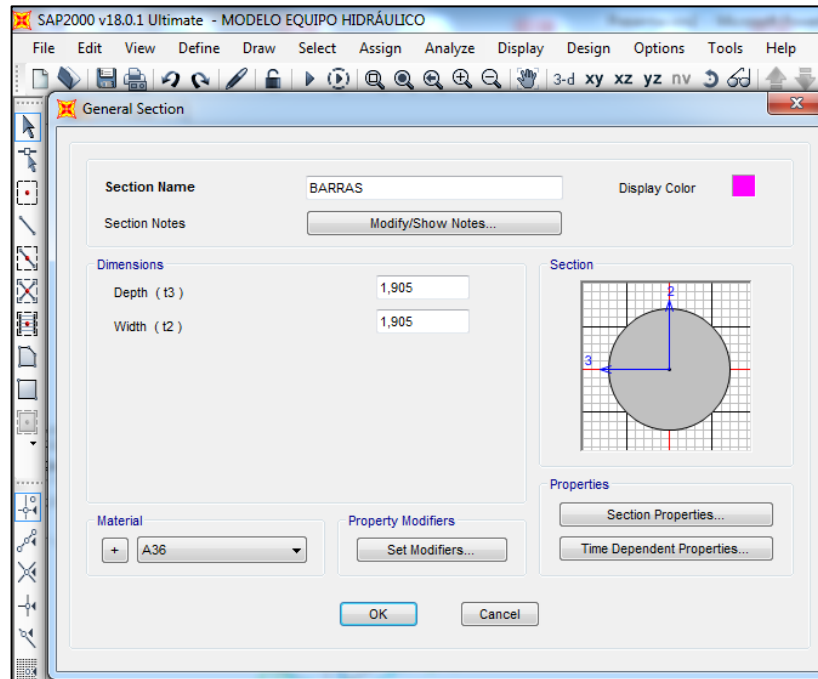 SAP2000 v18.0.1 Ultimate - MODELO EQUIPO HIDRÁULICO
File Edit View Define Draw Select Assign Analyze Display Design Options Tools Help
3-d xy xz yz nv
General Section
Section Name BARRAS Display Color
Section Notes Modify/Show Notes...
Dimensions Section
Depth ( t3 ) 1,905
Width ( t2 ) 1,905
2
3
Properties
Section Properties...
Time Dependent Properties...
Material Property Modifiers
+ A36 Set Modifiers...
OK Cancel